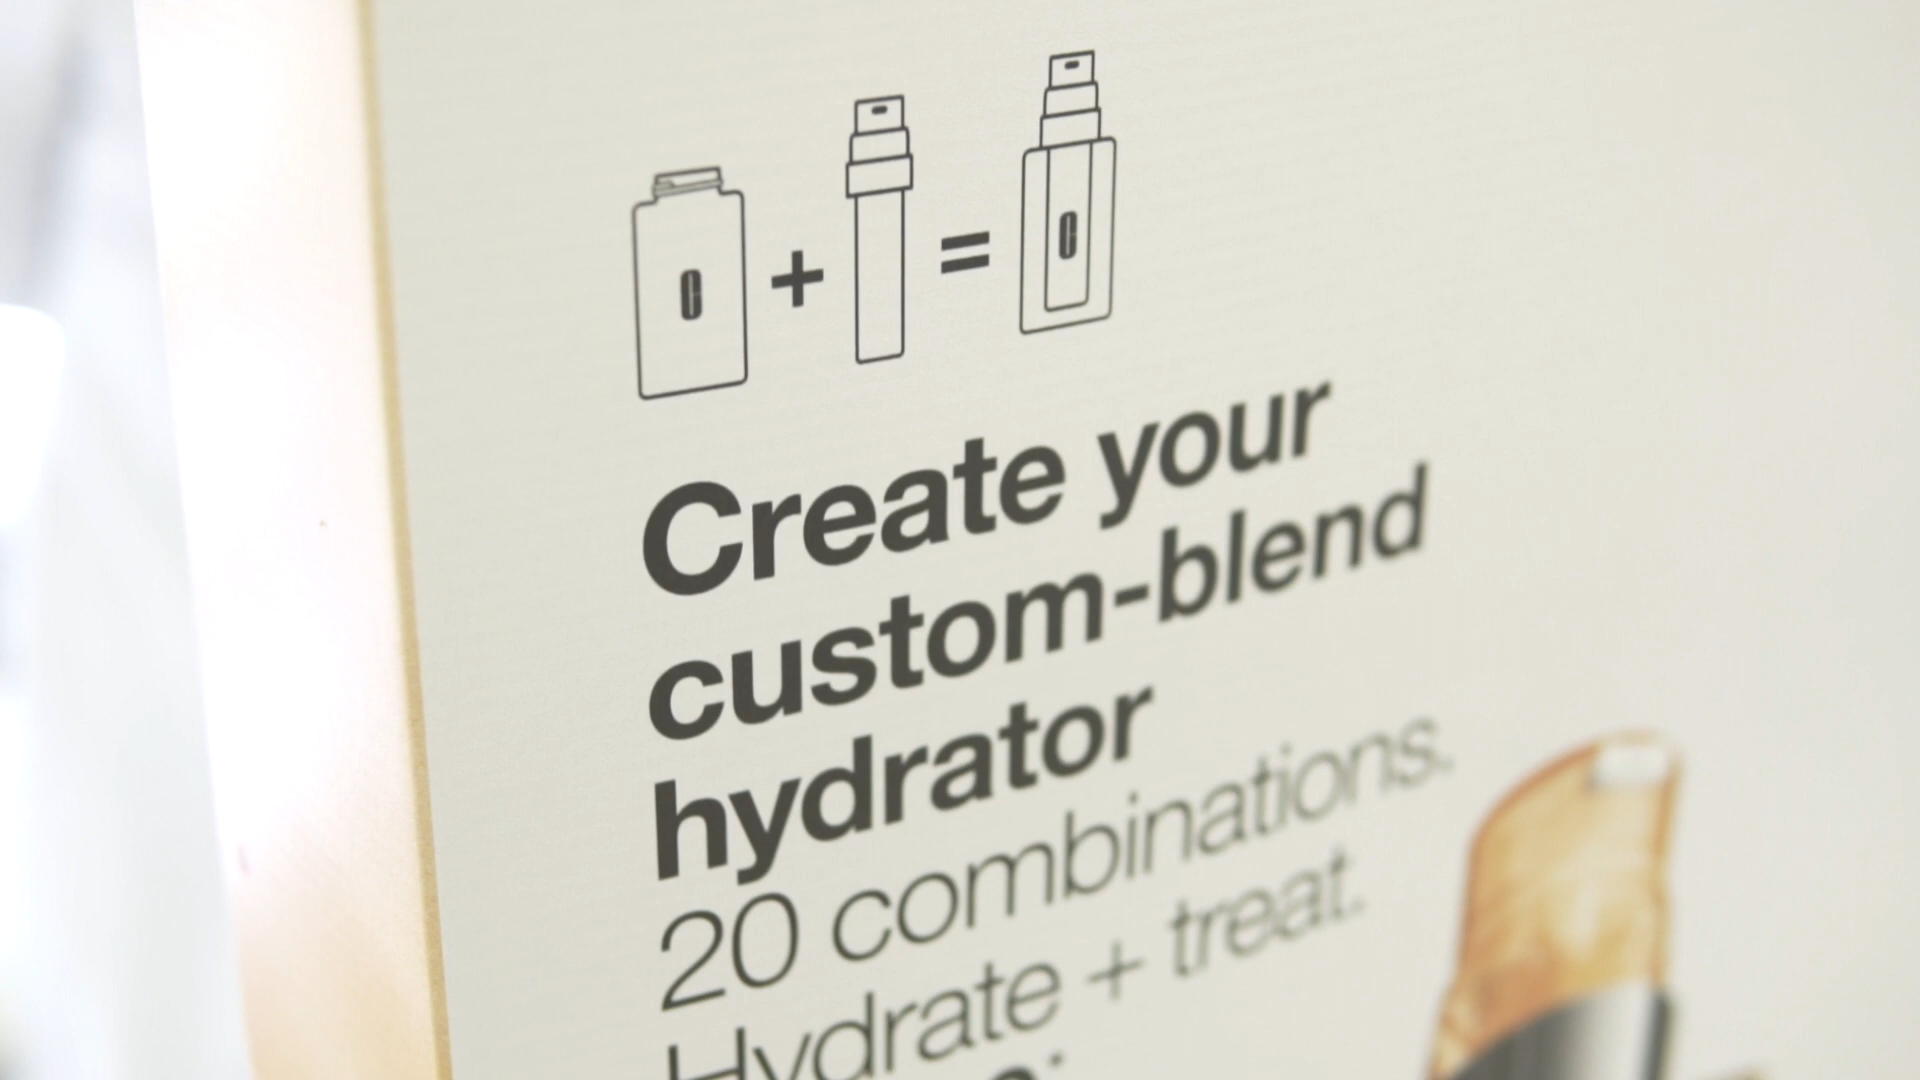 + =
Create your
custom-blend
hydrator
20 combinations.
Hydrate + treat.